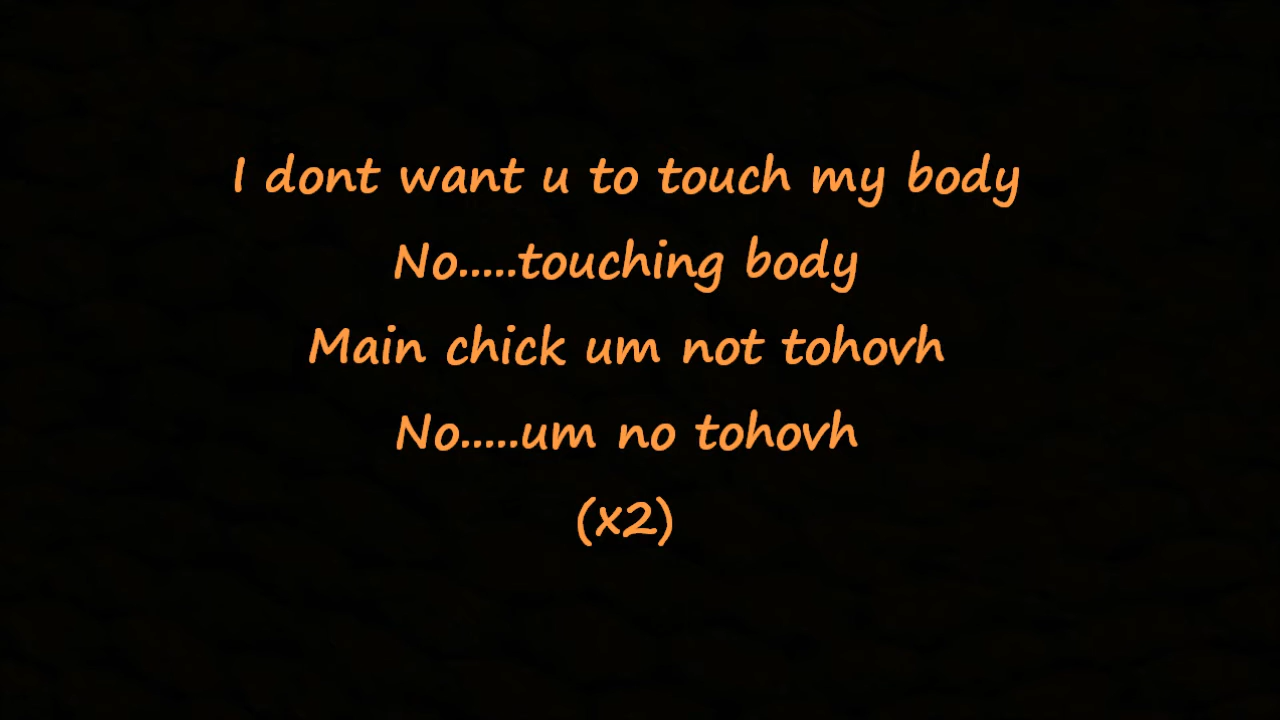 I dont want u to touch my body
No.....touching body
Main chick um not tohovh
No.....um no tohovh
(x2)